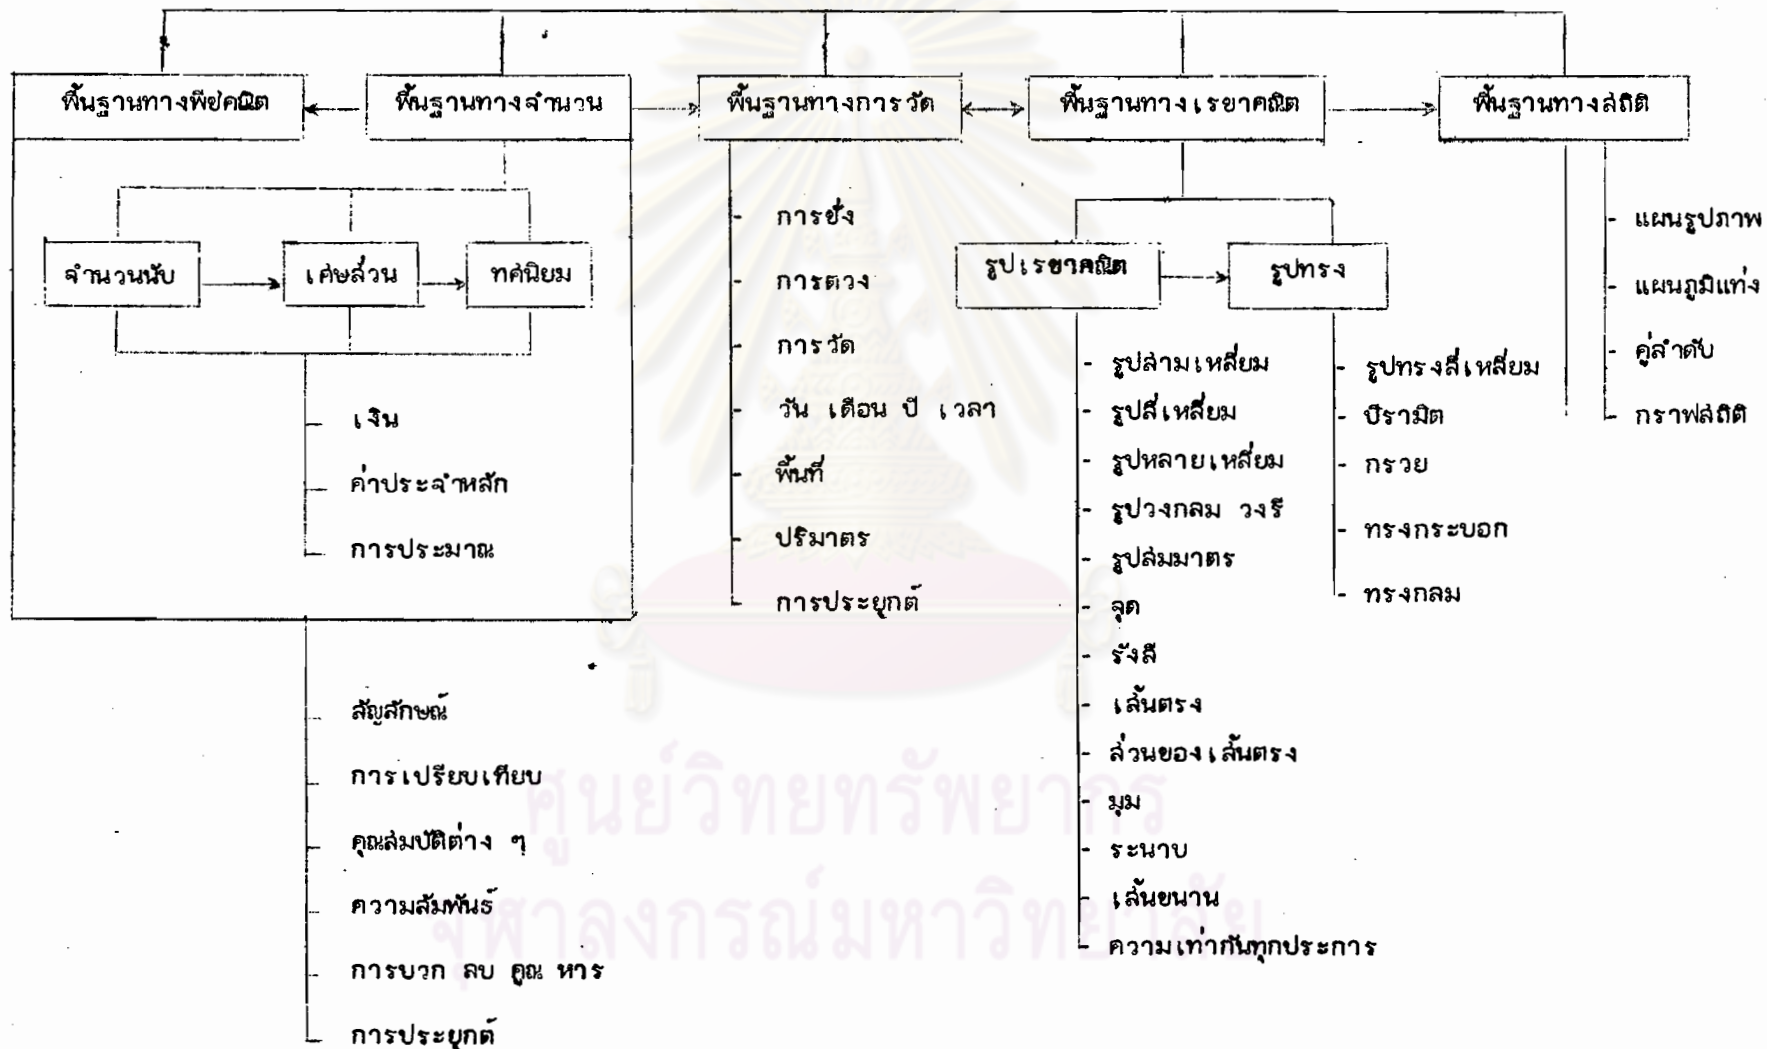 พื้นฐานทางพีชคณิต
พื้นฐานทางจำนวน
พื้นฐานทางการวัด
พื้นฐานทางเรขาคณิต
พื้นฐานทางสถิติ
จำนวนนับ
เศษส่วน
ทศนิยม
- เงิน
- ค่าประจำหลัก
- การประมาณ
- สัญลักษณ์
- การเปรียบเทียบ
- คุณสมบัติต่าง ๆ
- ความสัมพันธ์
- การบวก ลบ คูณ หาร
- การประยุกต์
- การชั่ง
- การตวง
- การวัด
- วัน เดือน ปี เวลา
- พื้นที่
- ปริมาตร
- การประยุกต์
รูปเรขาคณิต
รูปทรง
- รูปสามเหลี่ยม
- รูปสี่เหลี่ยม
- รูปหลายเหลี่ยม
- รูปวงกลม วงรี
- รูปสมมาตร
- จุด
- รังสี
- เส้นตรง
- ส่วนของเส้นตรง
- มุม
- ระนาบ
- เส้นขนาน
- ความเท่ากันทุกประการ
- รูปทรงสี่เหลี่ยม
- ปิรามิด
- กรวย
- ทรงกระบอก
- ทรงกลม
- แผนรูปภาพ
- แผนภูมิแท่ง
- คู่ลำดับ
- กราฟสถิติ
ศูนย์วิทยทรัพยากร
จุฬาลงกรณ์มหาวิทยาลัย